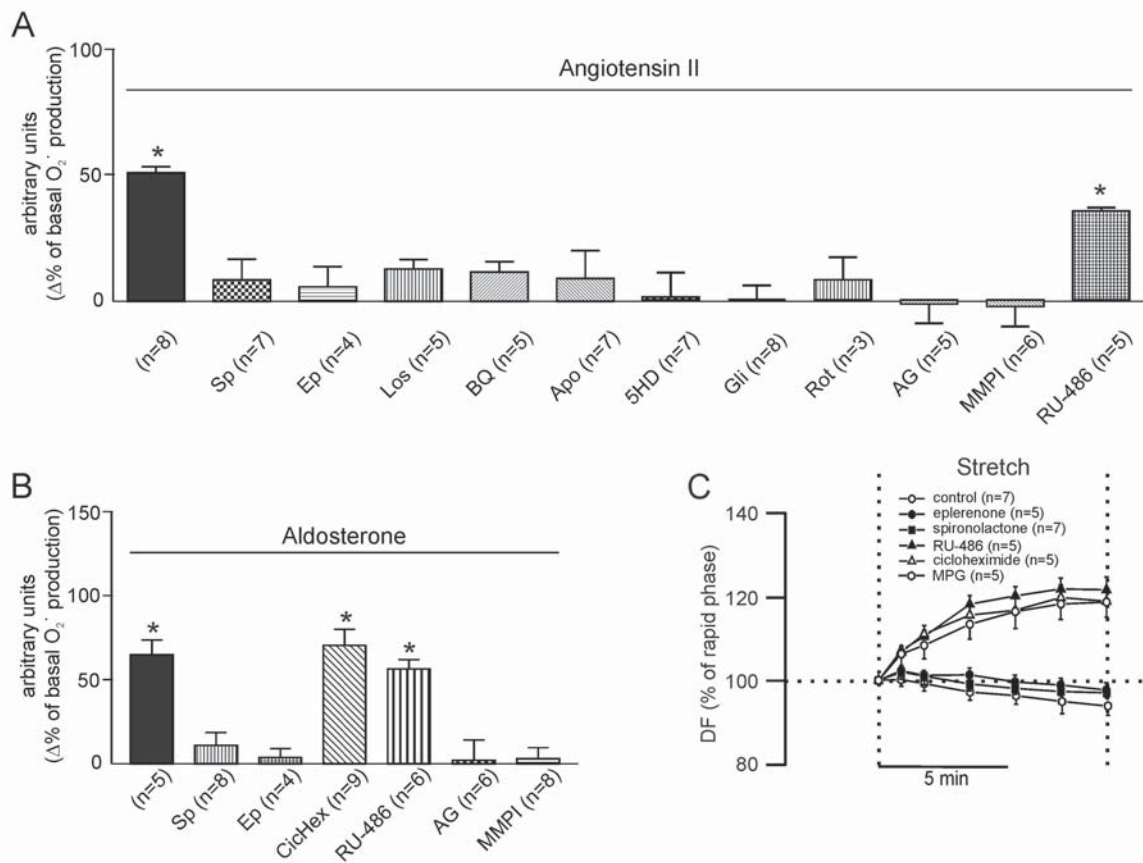 A
100
50
0
arbitrary units
(Δ% of basal O₂˙ production)
Angiotensin II
*
*
(n=8)
Sp (n=7)
Ep (n=4)
Los (n=5)
BQ (n=5)
Apo (n=7)
5HD (n=7)
Gli (n=8)
Rot (n=3)
AG (n=5)
MMPI (n=6)
RU-486 (n=5)
B
150
100
50
0
arbitrary units
(Δ% of basal O₂˙ production)
Aldosterone
*
*
*
(n=5)
Sp (n=8)
Ep (n=4)
CicHex (n=9)
RU-486 (n=6)
AG (n=6)
MMPI (n=8)
C
Stretch
control (n=7)
eplerenone (n=5)
spironolactone (n=7)
RU-486 (n=5)
cicloheximide (n=5)
MPG (n=5)
140
120
100
80
DF (% of rapid phase)
5 min